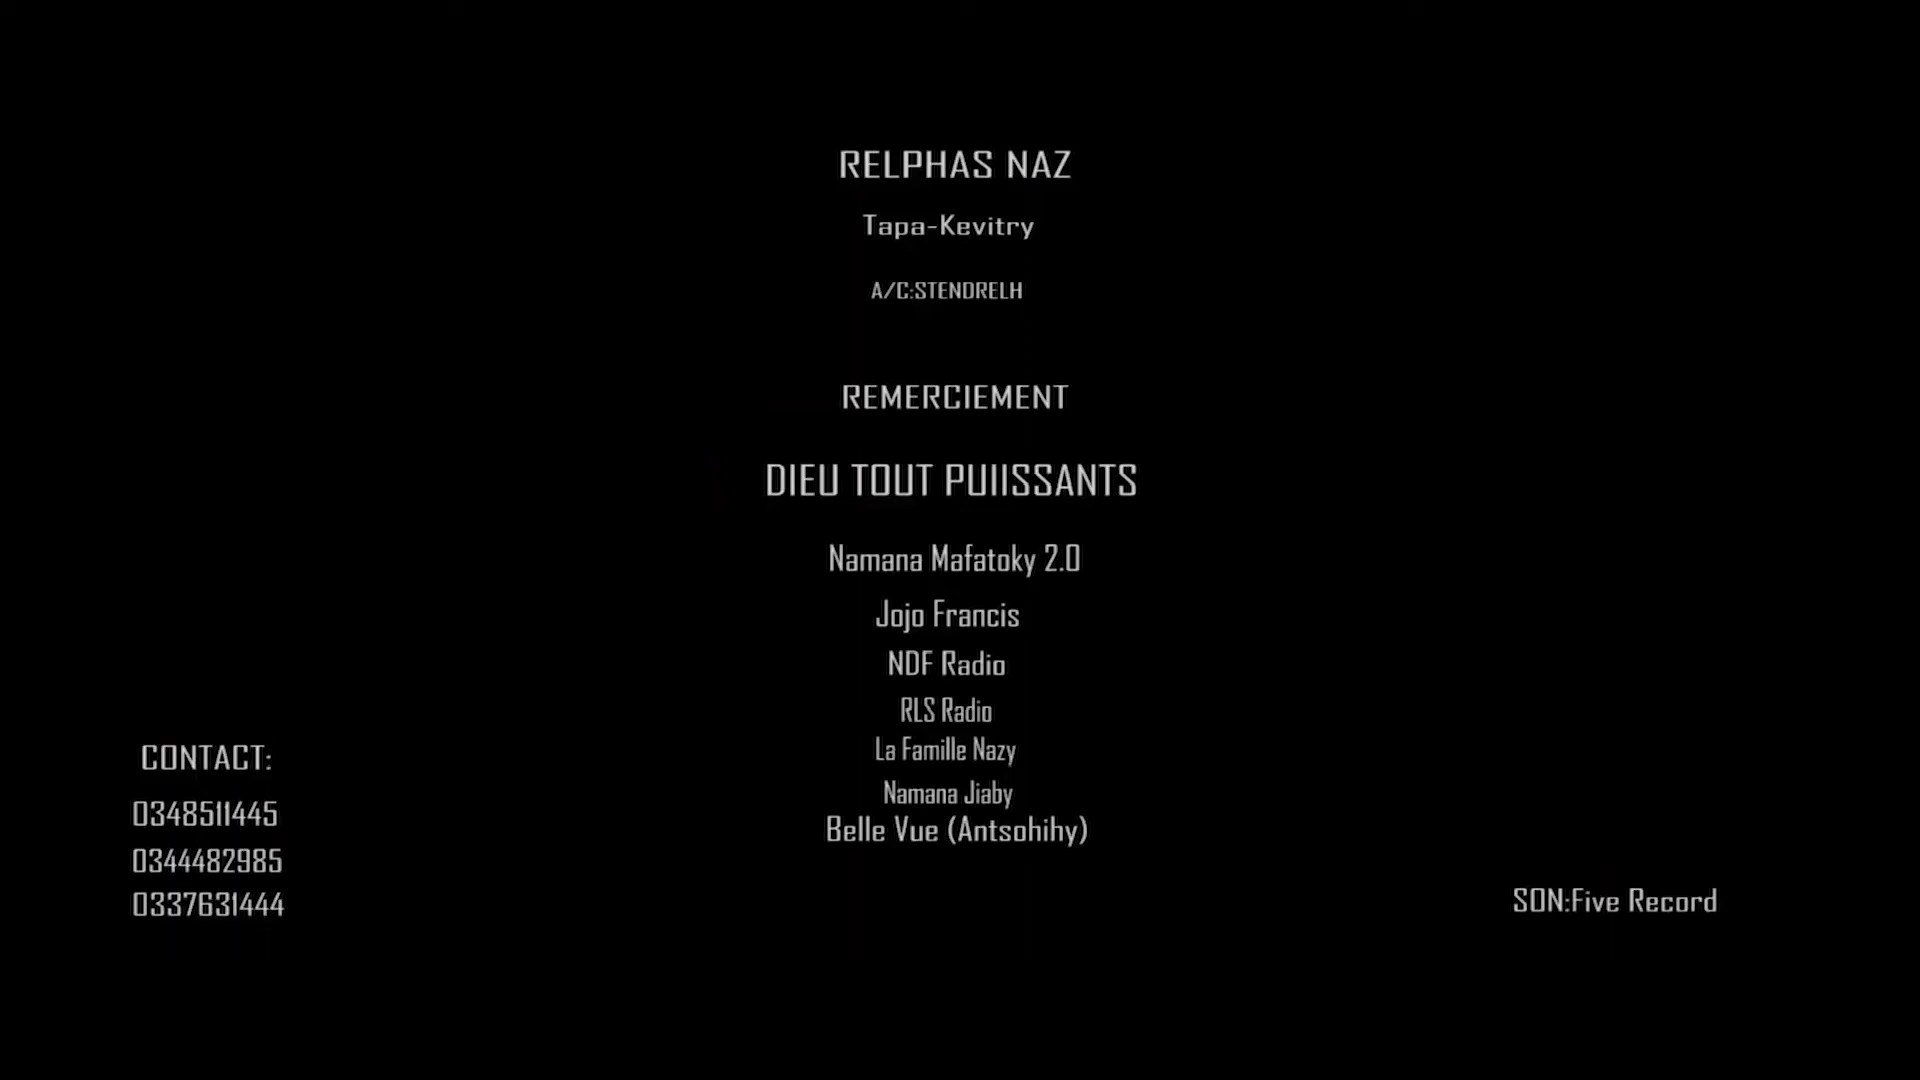 RELPHAS NAZ
Tapa-Kevitry
A/C:STENDRELH
REMERCIEMENT
DIEU TOUT PUIISSANTS
Namana Mafatoky 2.0
Jojo Francis
NDF Radio
RLS Radio
La Famille Nazy
Namana Jiaby
Belle Vue (Antsohihy)
CONTACT:
0348511445
0344482985
0337631444
SON:Five Record